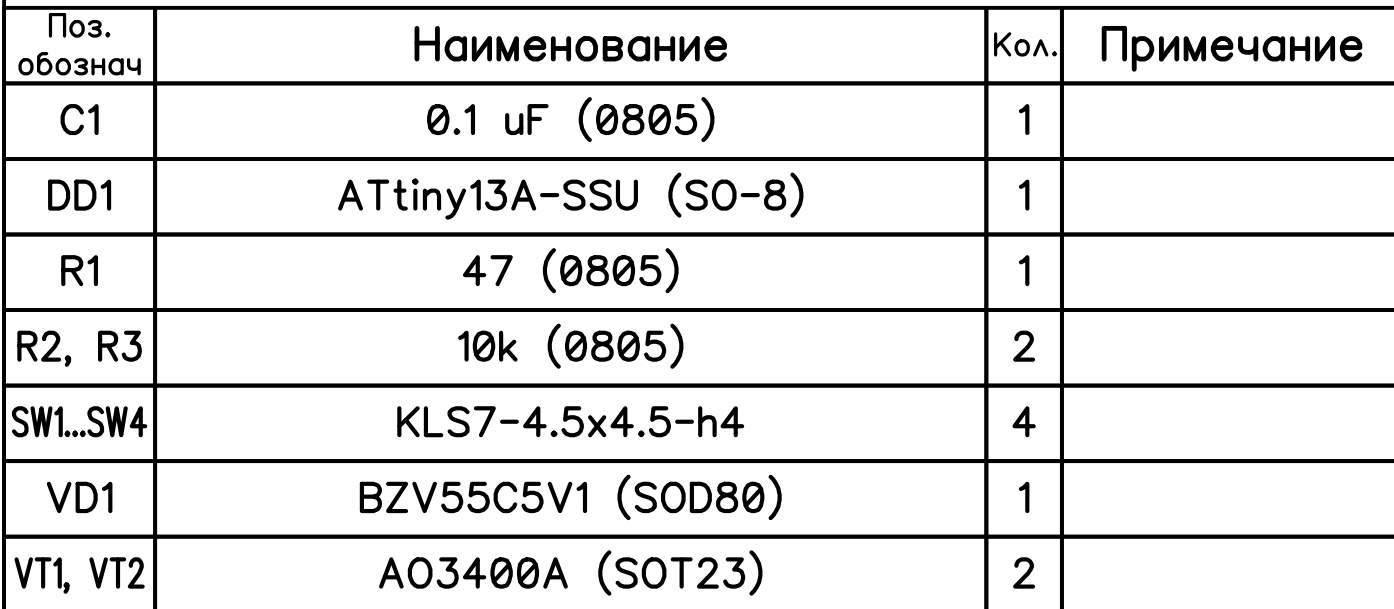 Поз. обознач Наименование Кол. Примечание
C1 0.1 uF (0805) 1
DD1 ATtiny13A-SSU (SO-8) 1
R1 47 (0805) 1
R2, R3 10k (0805) 2
SW1...SW4 KLS7-4.5x4.5-h4 4
VD1 BZV55C5V1 (SOD80) 1
VT1, VT2 AO3400A (SOT23) 2